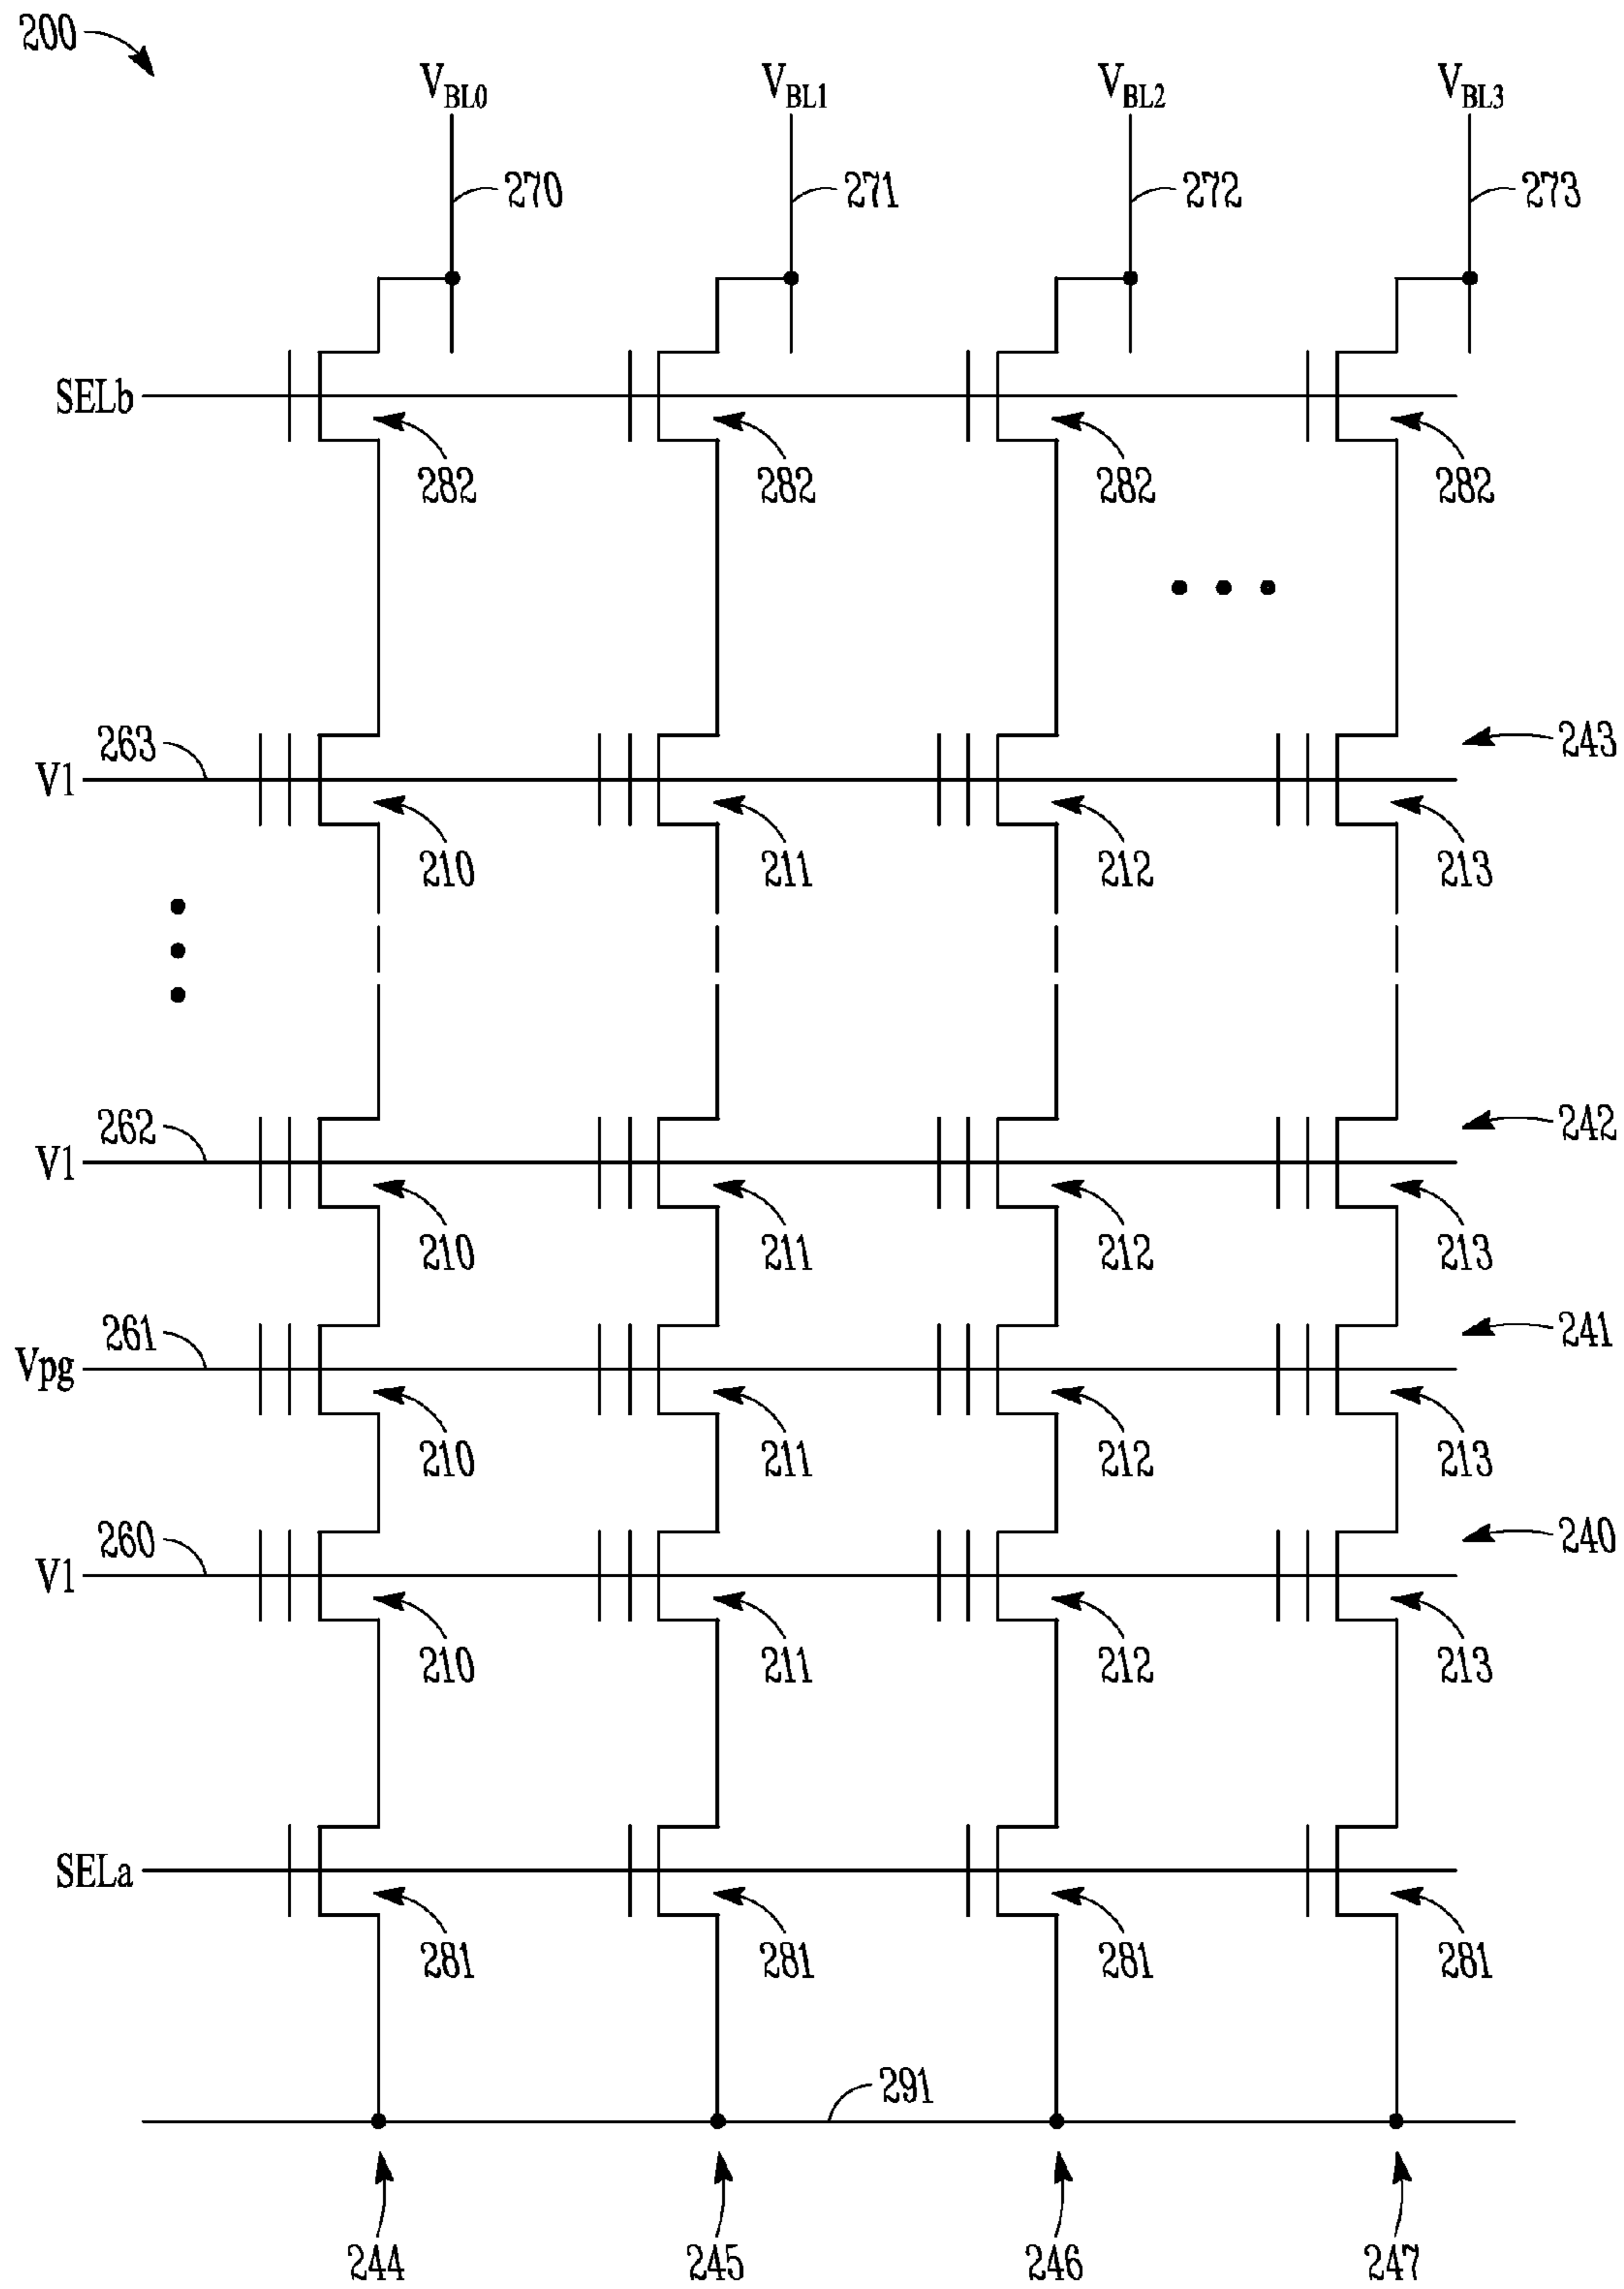 200
V_BL0 V_BL1 V_BL2 V_BL3
270 271 272 273
SELb
282 282 282 282
263 243
V1
210 211 212 213
262 242
V1
210 211 212 213
261 241
Vpg
210 211 212 213
260 240
V1
210 211 212 213
SELa
281 281 281 281
291
244 245 246 247